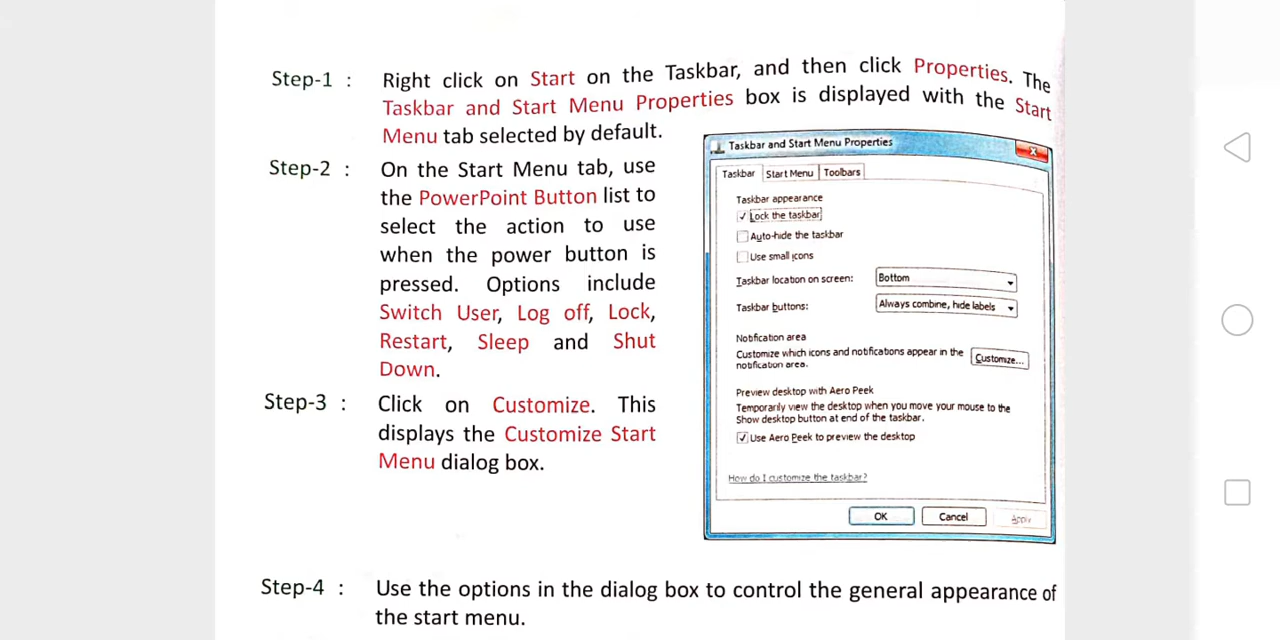 Step-1 : Right click on Start on the Taskbar, and then click Properties. The
Taskbar and Start Menu Properties box is displayed with the Start
Menu tab selected by default.
Step-2 : On the Start Menu tab, use
the PowerPoint Button list to
select the action to use
when the power button is
pressed. Options include
Switch User, Log off, Lock,
Restart, Sleep and Shut
Down.
Step-3 : Click on Customize. This
displays the Customize Start
Menu dialog box.
Taskbar and Start Menu Properties
Taskbar Start Menu Toolbars
Taskbar appearance
Lock the taskbar
Auto-hide the taskbar
Use small icons
Taskbar location on screen: Bottom
Taskbar buttons: Always combine, hide labels
Notification area
Customize which icons and notifications appear in the
notification area.
Customize...
Preview desktop with Aero Peek
Temporarily view the desktop when you move your mouse to the
Show desktop button at end of the taskbar.
Use Aero Peek to preview the desktop
How do I customize the taskbar?
OK Cancel Apply
Step-4 : Use the options in the dialog box to control the general appearance of
the start menu.